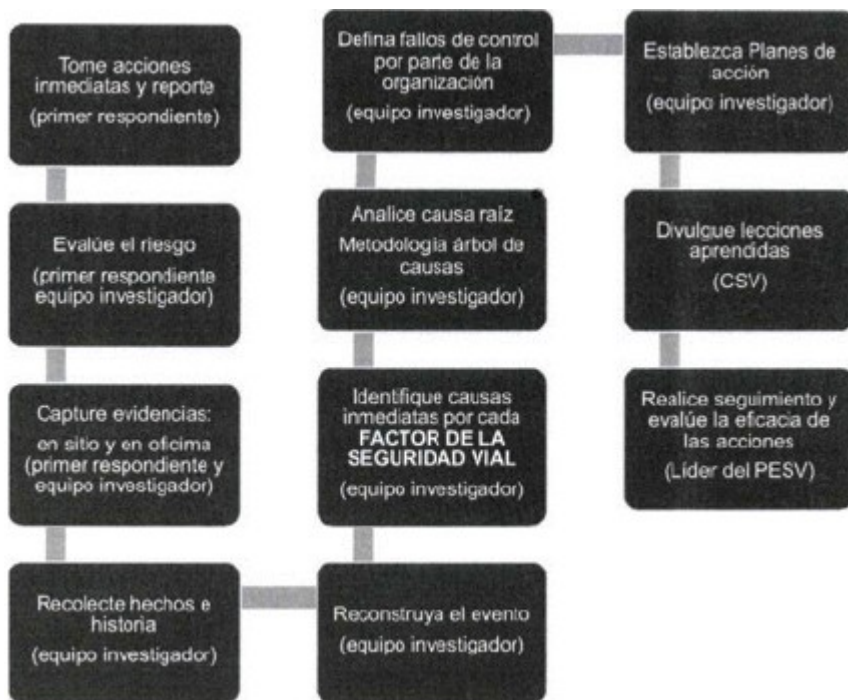 Tome acciones
inmediatas y reporte
(primer respondiente)
Evalúe el riesgo
(primer respondiente
equipo investigador)
Capture evidencias:
en sitio y en oficima
(primer respondiente y
equipo investigador)
Recolecte hechos e
historia
(equipo investigador)
Reconstruya el evento
(equipo investigador)
Identifique causas
inmediatas por cada
FACTOR DE LA
SEGURIDAD VIAL
(equipo investigador)
Analice causa raíz
Metodología árbol de
causas
(equipo investigador)
Defina fallos de control
por parte de la
organización
(equipo investigador)
Establezca Planes de
acción
(equipo investigador)
Divulgue lecciones
aprendidas
(CSV)
Realice seguimiento y
evalúe la eficacia de
las acciones
(Líder del PESV)